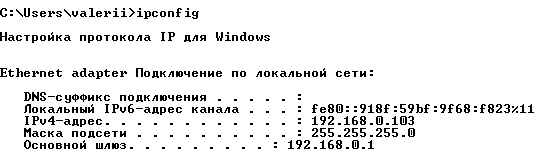 C:\Users\valerii>ipconfig
Настройка протокола IP для Windows
Ethernet adapter Подключение по локальной сети:
DNS-суффикс подключения . . . . . :
Локальный IPv6-адрес канала . . . : fe80::918f:59bf:9f68:f823%11
IPv4-адрес. . . . . . . . . . . . : 192.168.0.103
Маска подсети . . . . . . . . . . : 255.255.255.0
Основной шлюз. . . . . . . . . : 192.168.0.1